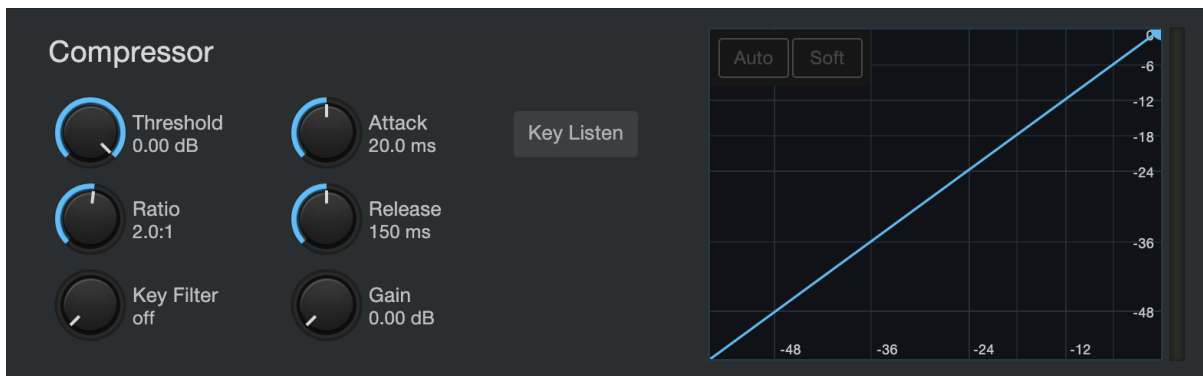 Compressor
Threshold
0.00 dB
Attack
20.0 ms
Key Listen
Ratio
2.0:1
Release
150 ms
Key Filter
off
Gain
0.00 dB
Auto
Soft
0
-6
-12
-18
-24
-36
-48
-48
-36
-24
-12